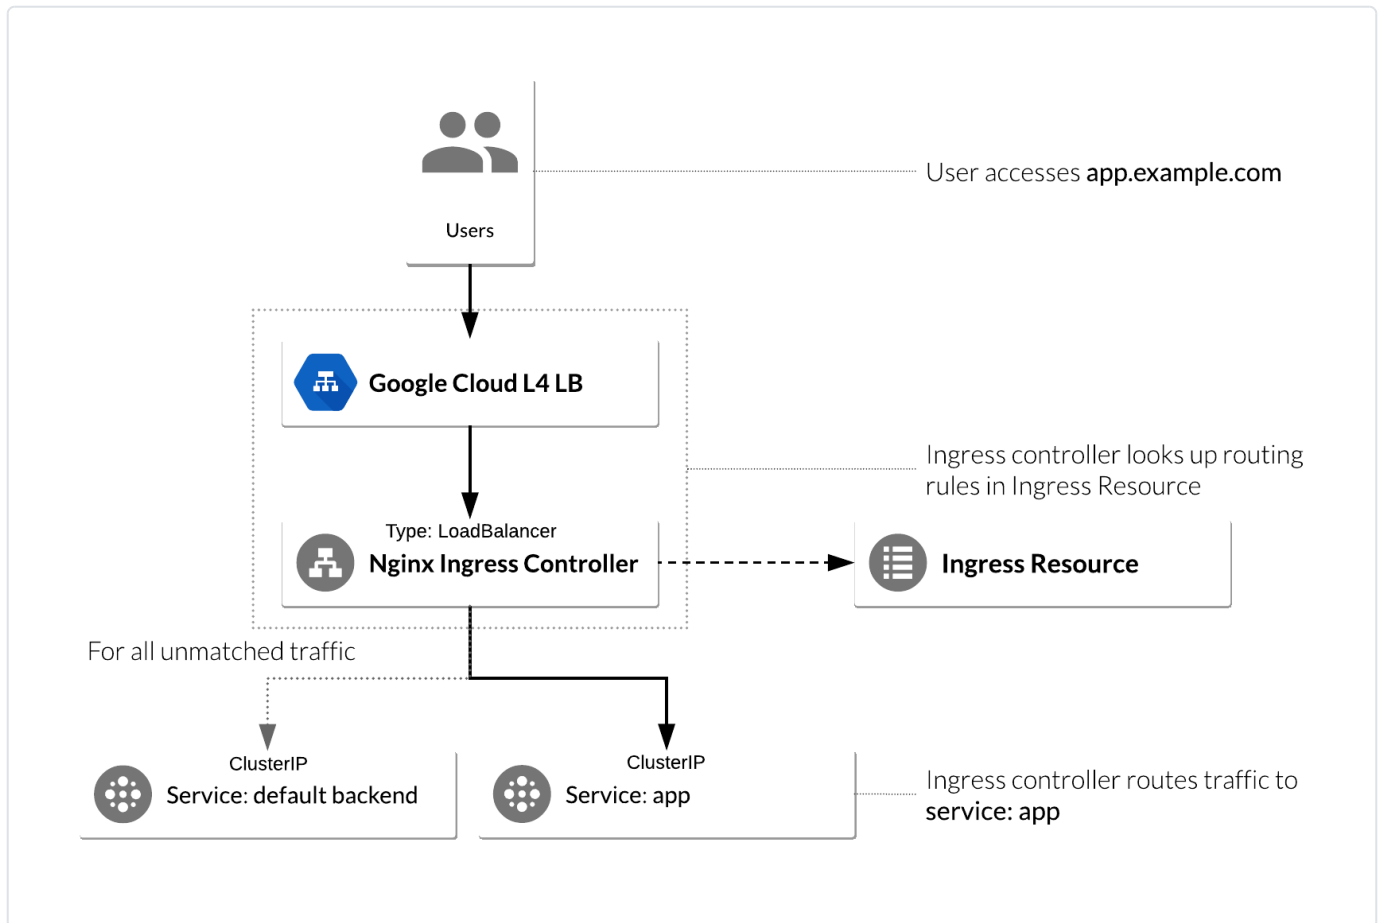 User accesses app.example.com
Users
Google Cloud L4 LB
Ingress controller looks up routing
rules in Ingress Resource
Type: LoadBalancer
Nginx Ingress Controller
Ingress Resource
For all unmatched traffic
ClusterIP
Service: default backend
ClusterIP
Service: app
Ingress controller routes traffic to
service: app